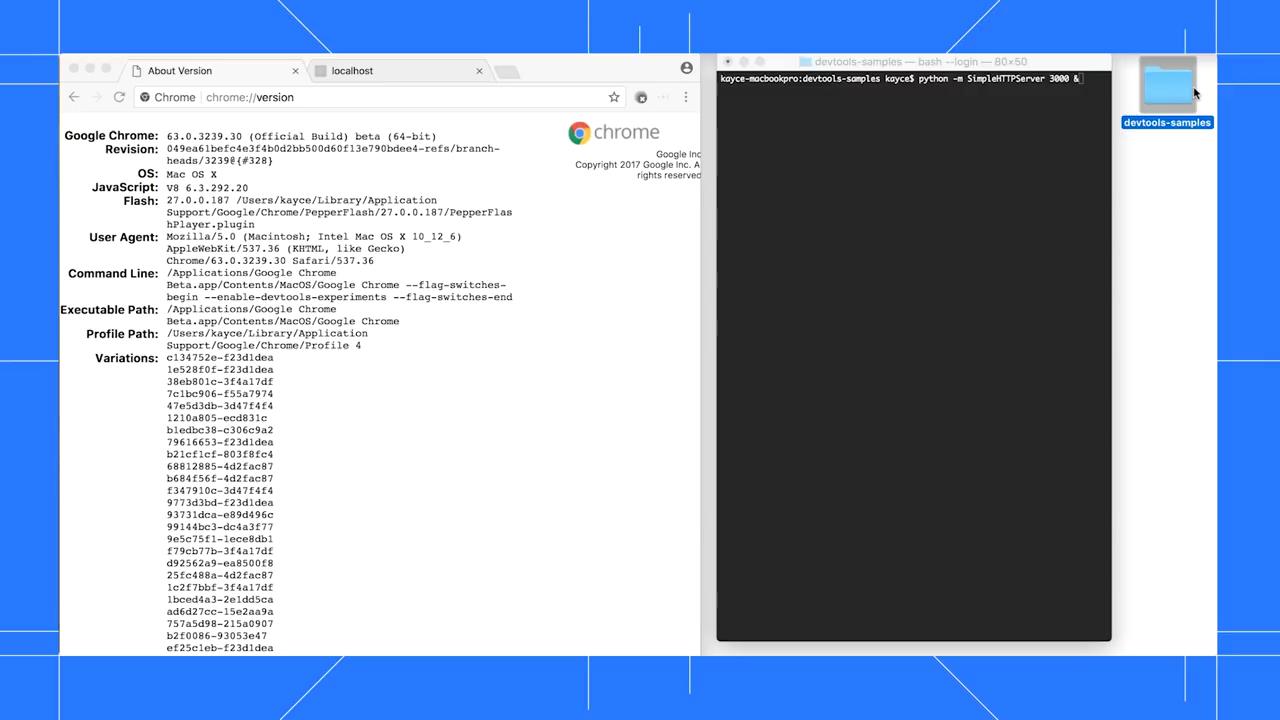 About Version
localhost
Chrome
chrome://version
Google Chrome: 63.0.3239.30 (Official Build) beta (64-bit)
Revision: 049ea61befc4e3f4b0d2bb500d60f13e790bdee4-refs/branch-
heads/3239@{#328}
OS: Mac OS X
JavaScript: V8 6.3.292.20
Flash: 27.0.0.187 /Users/kayce/Library/Application
Support/Google/Chrome/PepperFlash/27.0.0.187/PepperFlas
hPlayer.plugin
User Agent: Mozilla/5.0 (Macintosh; Intel Mac OS X 10_12_6)
AppleWebKit/537.36 (KHTML, like Gecko)
Chrome/63.0.3239.30 Safari/537.36
Command Line: /Applications/Google Chrome
Beta.app/Contents/MacOS/Google Chrome --flag-switches-
begin --enable-devtools-experiments --flag-switches-end
Executable Path: /Applications/Google Chrome
Beta.app/Contents/MacOS/Google Chrome
Profile Path: /Users/kayce/Library/Application
Support/Google/Chrome/Profile 4
Variations: c134752e-f23d1dea
1e528f0f-f23d1dea
38eb801c-3f4a17df
7c1bc906-f55a7974
47e5d3db-3d47f4f4
1210a805-ecd831c
b1edbc38-c306c9a2
79616653-f23d1dea
b21cf1cf-803f8fc4
68812885-4d2fac87
b684f56f-4d2fac87
f347910c-3d47f4f4
9773d3bd-f23d1dea
93731dca-e89d496c
99144bc3-dc4a3f77
9e5c75f1-1ece8db1
f79cb77b-3f4a17df
d92562a9-ea8500f8
25fc488a-4d2fac87
1c2f7bbf-3f4a17df
1bced4a3-2e1dd5ca
ad6d27cc-15e2aa9a
757a5d98-215a0907
b2f0086-93053e47
ef25c1eb-f23d1dea
chrome
Google Inc
Copyright 2017 Google Inc. A
rights reserved
devtools-samples — bash --login — 80×50
kayce-macbookpro:devtools-samples kayce$ python -m SimpleHTTPServer 3000 &
devtools-samples